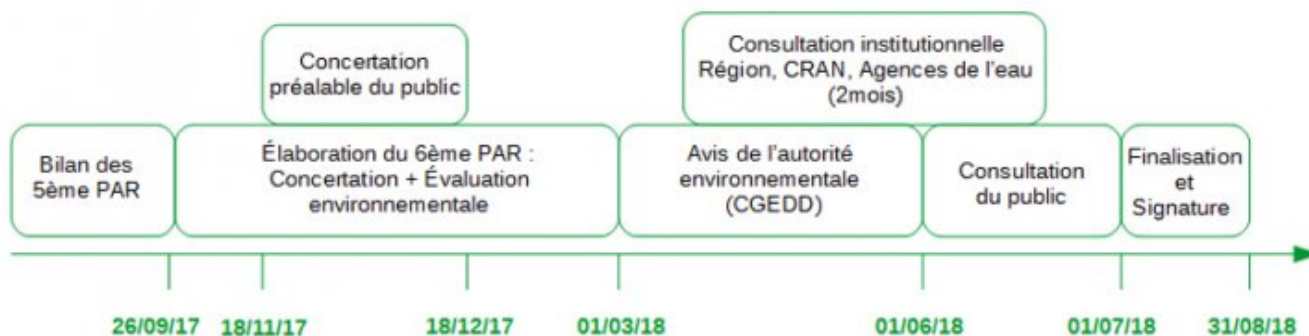 Concertation
préalable du public
Consultation institutionnelle
Région, CRAN, Agences de l'eau
(2mois)
Bilan des
5ème PAR
Élaboration du 6ème PAR :
Concertation + Évaluation
environnementale
Avis de l'autorité
environnementale
(CGEDD)
Consultation
du public
Finalisation
et
Signature
26/09/17
18/11/17
18/12/17
01/03/18
01/06/18
01/07/18
31/08/18